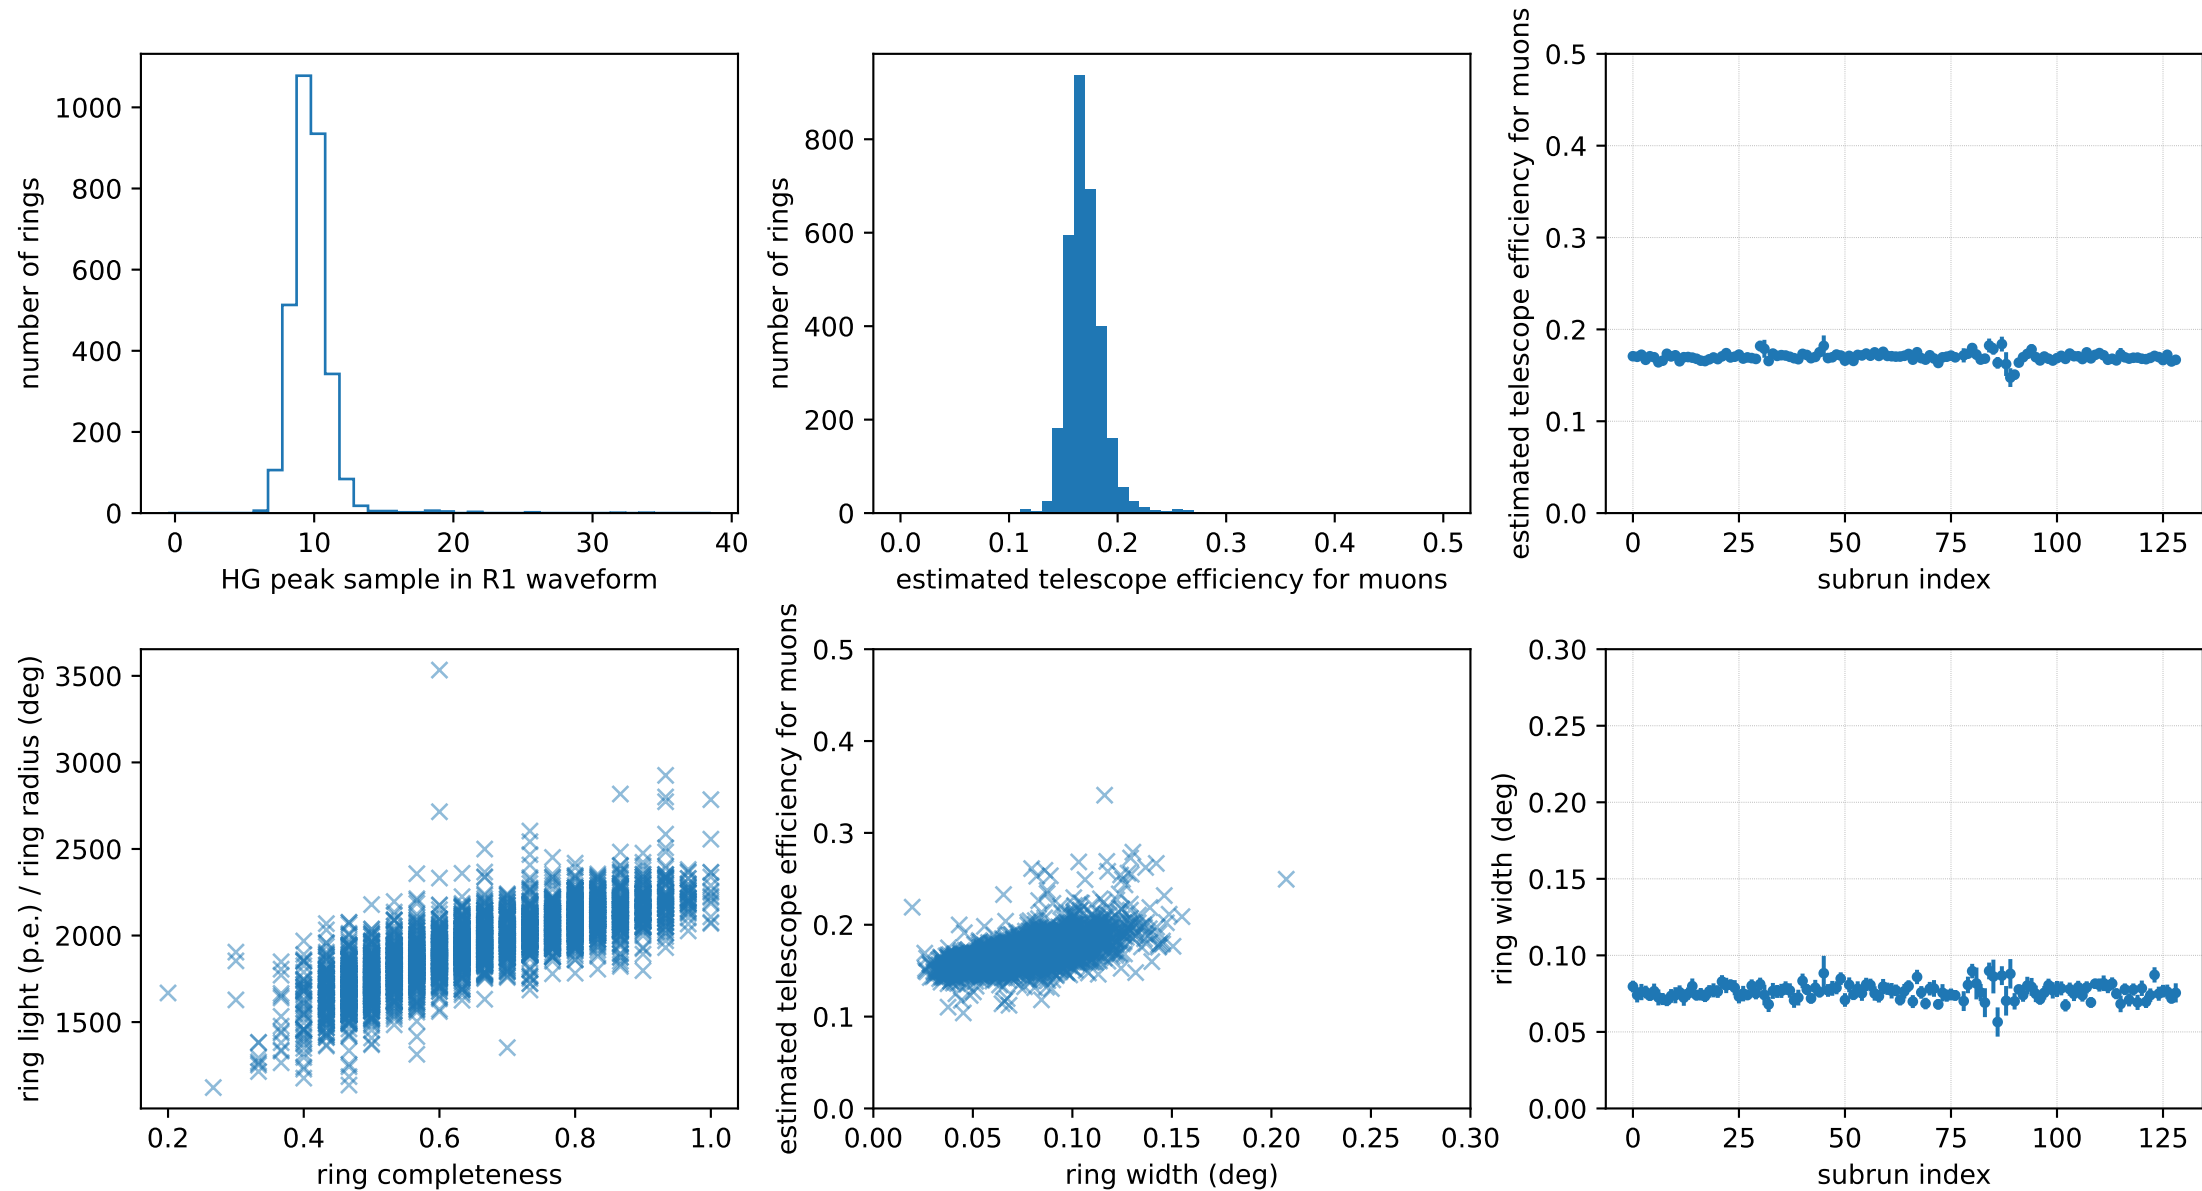 number of rings
1000
800
600
400
200
0
0 10 20 30 40
HG peak sample in R1 waveform
number of rings
800
600
400
200
0
0.0 0.1 0.2 0.3 0.4 0.5
estimated telescope efficiency for muons
estimated telescope efficiency for muons
0.5
0.4
0.3
0.2
0.1
0.0
0 25 50 75 100 125
subrun index
ring light (p.e.) / ring radius (deg)
3500
3000
2500
2000
1500
0.2 0.4 0.6 0.8 1.0
ring completeness
estimated telescope efficiency for muons
0.5
0.4
0.3
0.2
0.1
0.0
0.00 0.05 0.10 0.15 0.20 0.25 0.30
ring width (deg)
ring width (deg)
0.30
0.25
0.20
0.15
0.10
0.05
0.00
0 25 50 75 100 125
subrun index